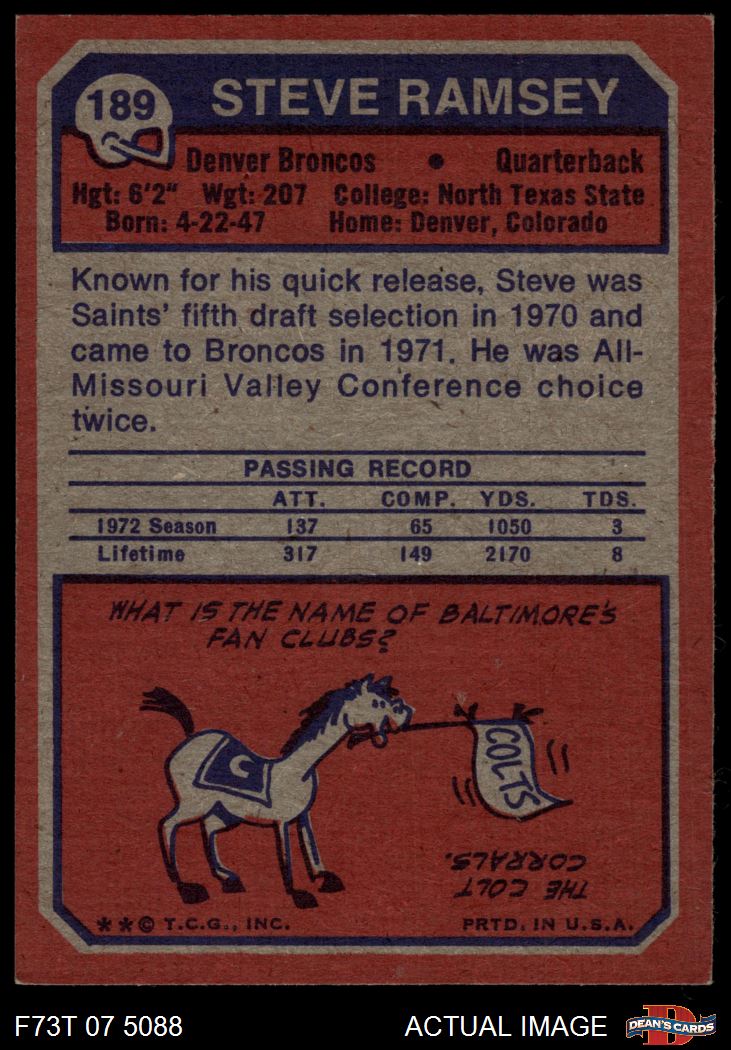 189
STEVE RAMSEY
Denver Broncos • Quarterback
Hgt: 6'2" Wgt: 207 College: North Texas State
Born: 4-22-47 Home: Denver, Colorado
Known for his quick release, Steve was
Saints' fifth draft selection in 1970 and
came to Broncos in 1971. He was All-
Missouri Valley Conference choice
twice.
PASSING RECORD
ATT. COMP. YDS. TDS.
1972 Season 137 65 1050 3
Lifetime 317 149 2170 8
WHAT IS THE NAME OF BALTIMORE'S
FAN CLUBS?
C
COLTS
THE COLT
CORRALS.
**© T.C.G., INC. PRTD. IN U.S.A.
F73T 07 5088 ACTUAL IMAGE
D
DEAN'S CARDS